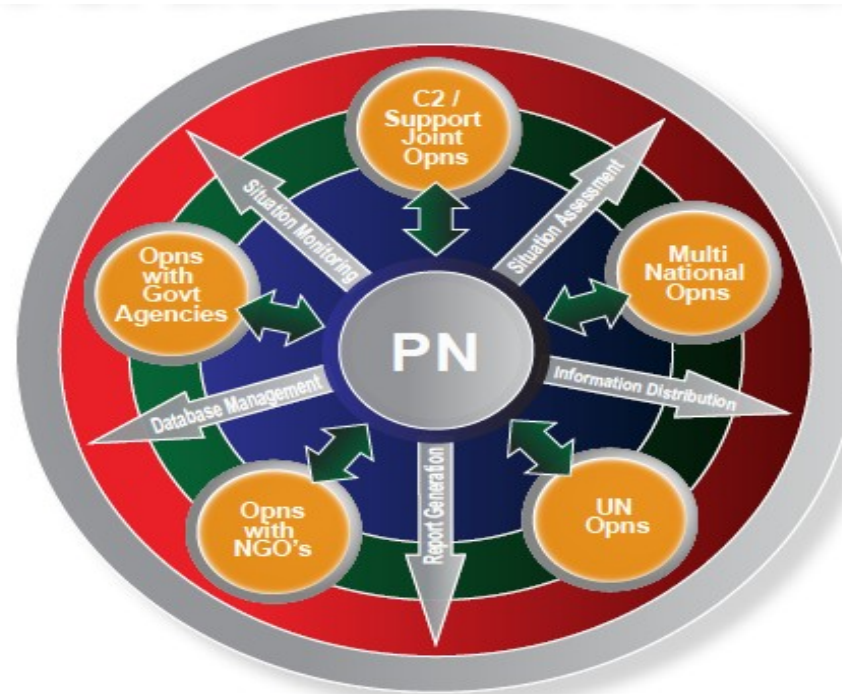 C2 /
Support
Joint
Opns
Situation Monitoring
Situation Assessment
Opns
with
Govt
Agencies
Multi
National
Opns
PN
Database Management
Information Distribution
Report Generation
Opns
with
NGO's
UN
Opns